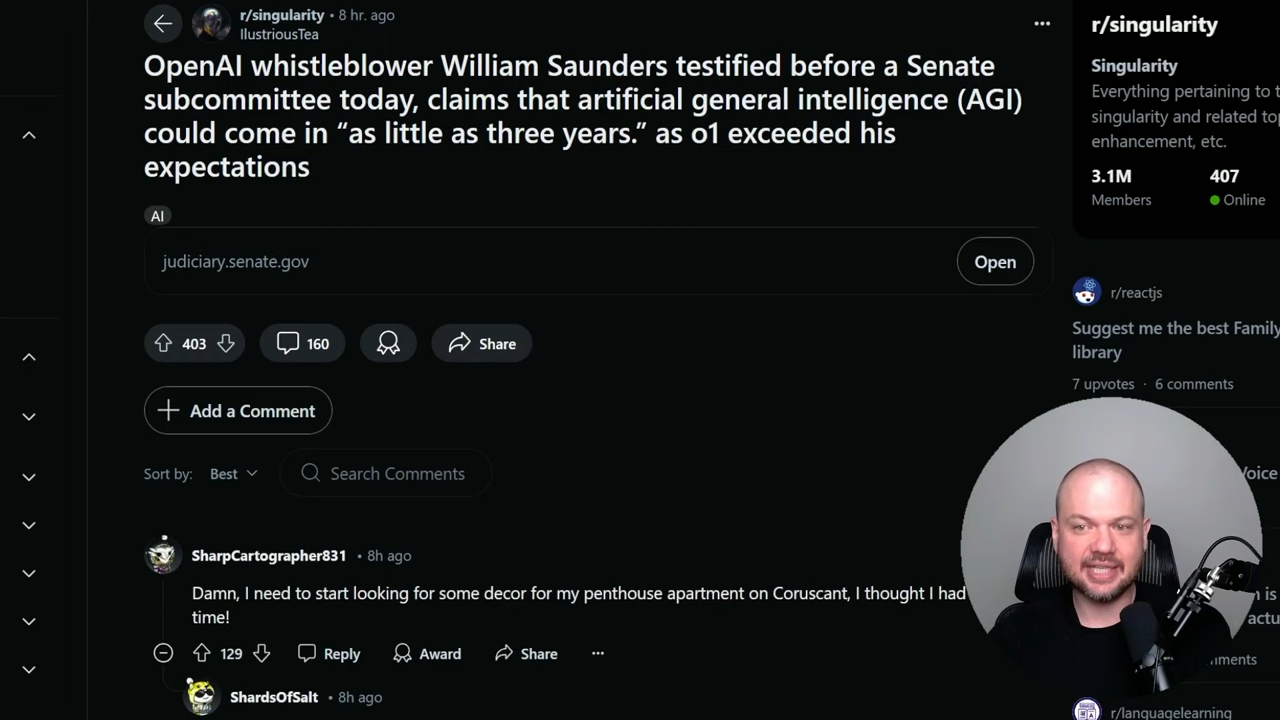 r/singularity • 8 hr. ago
IlustriousTea
OpenAI whistleblower William Saunders testified before a Senate
subcommittee today, claims that artificial general intelligence (AGI)
could come in “as little as three years.” as o1 exceeded his
expectations
AI
judiciary.senate.gov
Open
403
160
Share
Add a Comment
Sort by:
Best
Search Comments
SharpCartographer831 • 8h ago
Damn, I need to start looking for some decor for my penthouse apartment on Coruscant, I thought I had
time!
129
Reply
Award
Share
ShardsOfSalt • 8h ago
r/singularity
Singularity
Everything pertaining to t
singularity and related top
enhancement, etc.
3.1M
407
Members
Online
r/reactjs
Suggest me the best Family
library
7 upvotes · 6 comments
Voice
n is
actu
mments
r/languagelearning